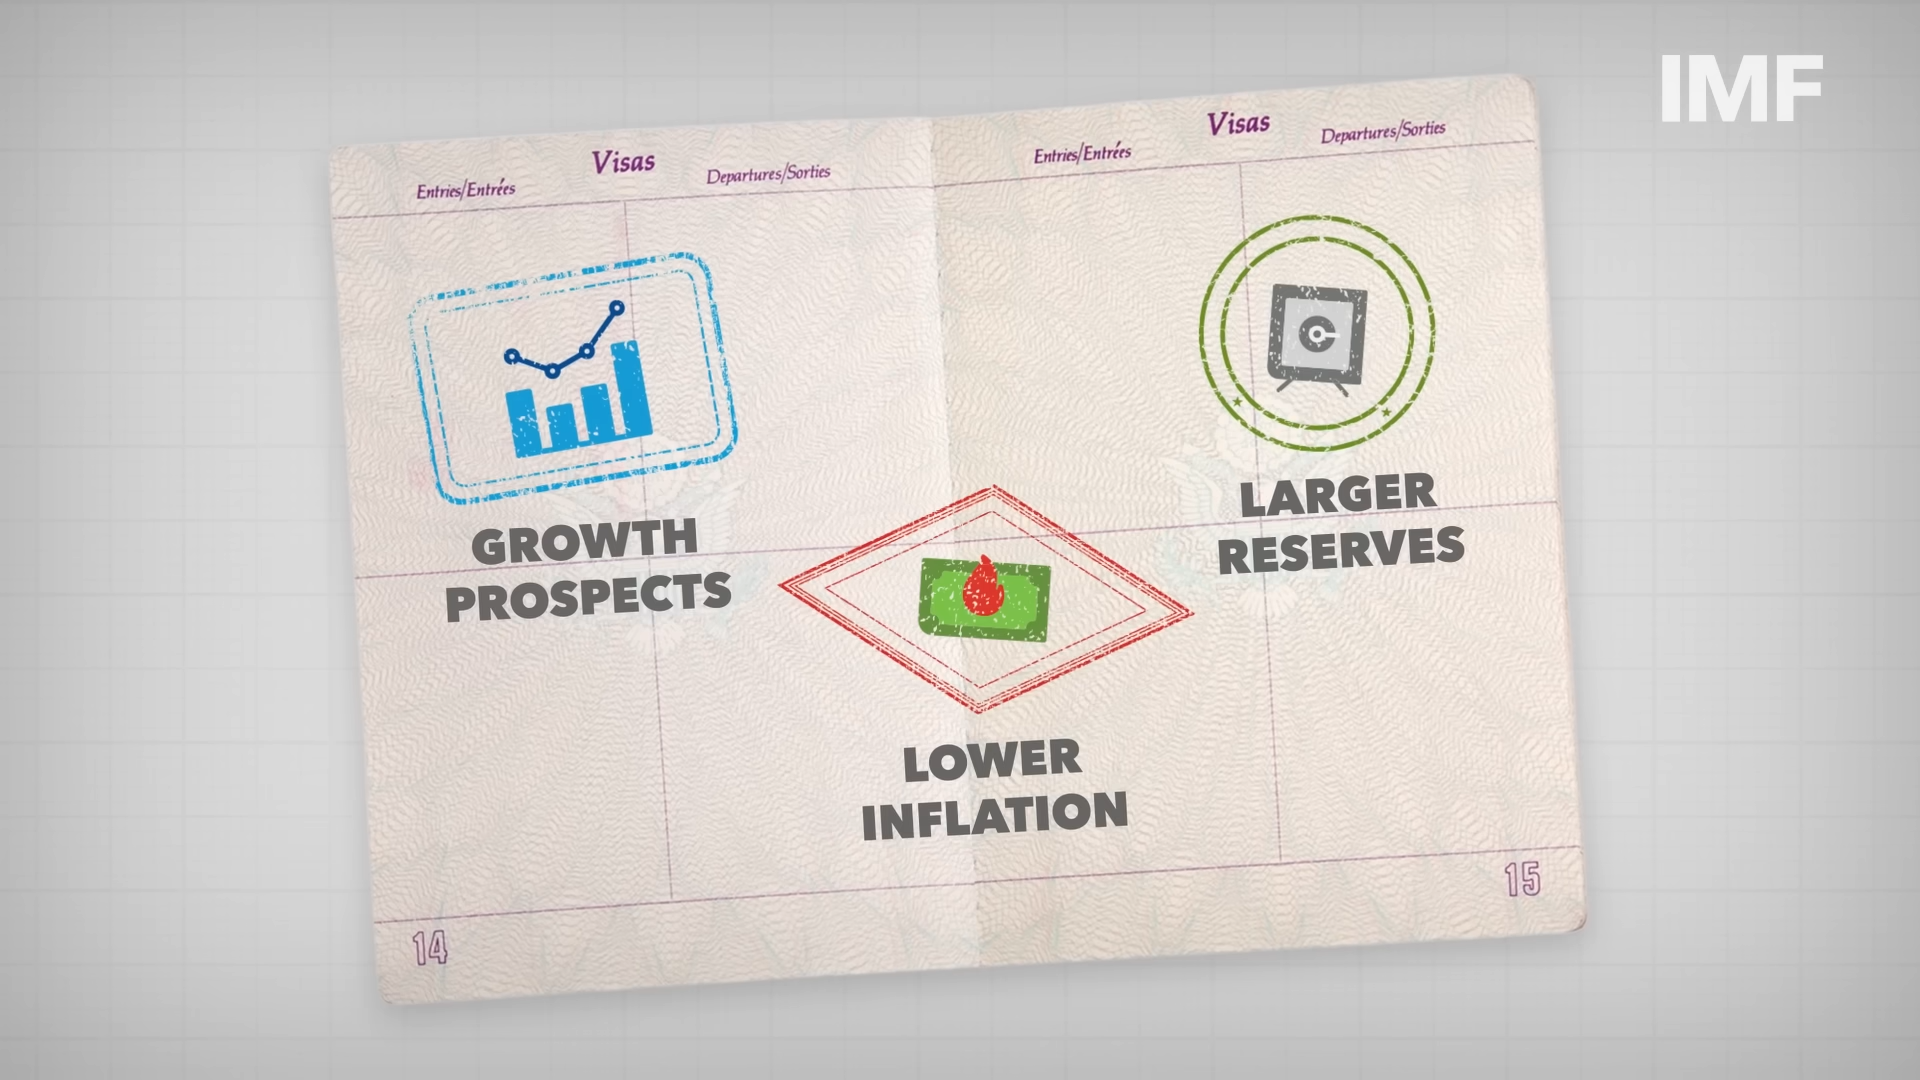 IMF
Visas
Entries/Entrées
Departures/Sorties
GROWTH
PROSPECTS
14
Visas
Entries/Entrées
Departures/Sorties
LARGER
RESERVES
LOWER
INFLATION
15